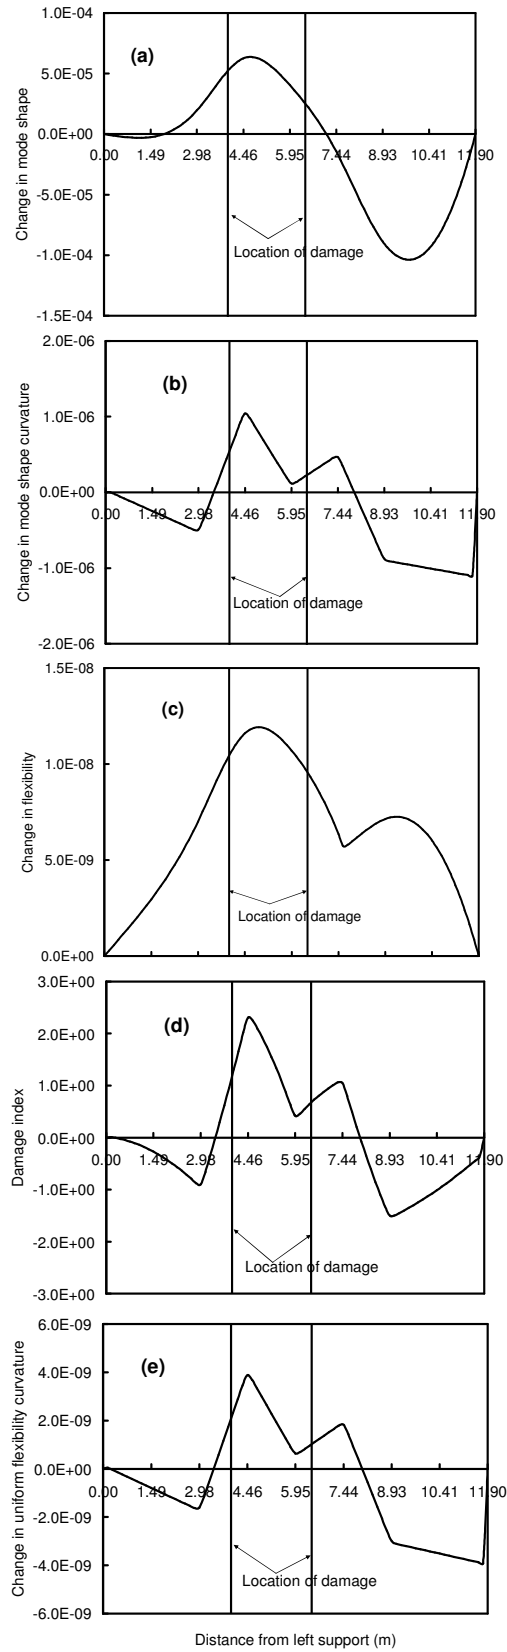 1.0E-04
(a)
5.0E-05
0.0E+00
0.00 1.49 2.98 4.46 5.95 7.44 8.93 10.41 11.90
-5.0E-05
Location of damage
-1.0E-04
-1.5E-04
Change in mode shape
2.0E-06
(b)
1.0E-06
0.0E+00
0.00 1.49 2.98 4.46 5.95 7.44 8.93 10.41 11.90
-1.0E-06
Location of damage
-2.0E-06
Change in mode shape curvature
1.5E-08
(c)
1.0E-08
5.0E-09
Location of damage
0.0E+00
Change in flexibility
3.0E+00
(d)
2.0E+00
1.0E+00
0.0E+00
0.00 1.49 2.98 4.46 5.95 7.44 8.93 10.41 11.90
-1.0E+00
-2.0E+00
Location of damage
-3.0E+00
Damage index
6.0E-09
(e)
4.0E-09
2.0E-09
0.0E+00
0.00 1.49 2.98 4.46 5.95 7.44 8.93 10.41 11.90
-2.0E-09
-4.0E-09
Location of damage
-6.0E-09
Change in uniform flexibility curvature
Distance from left support (m)